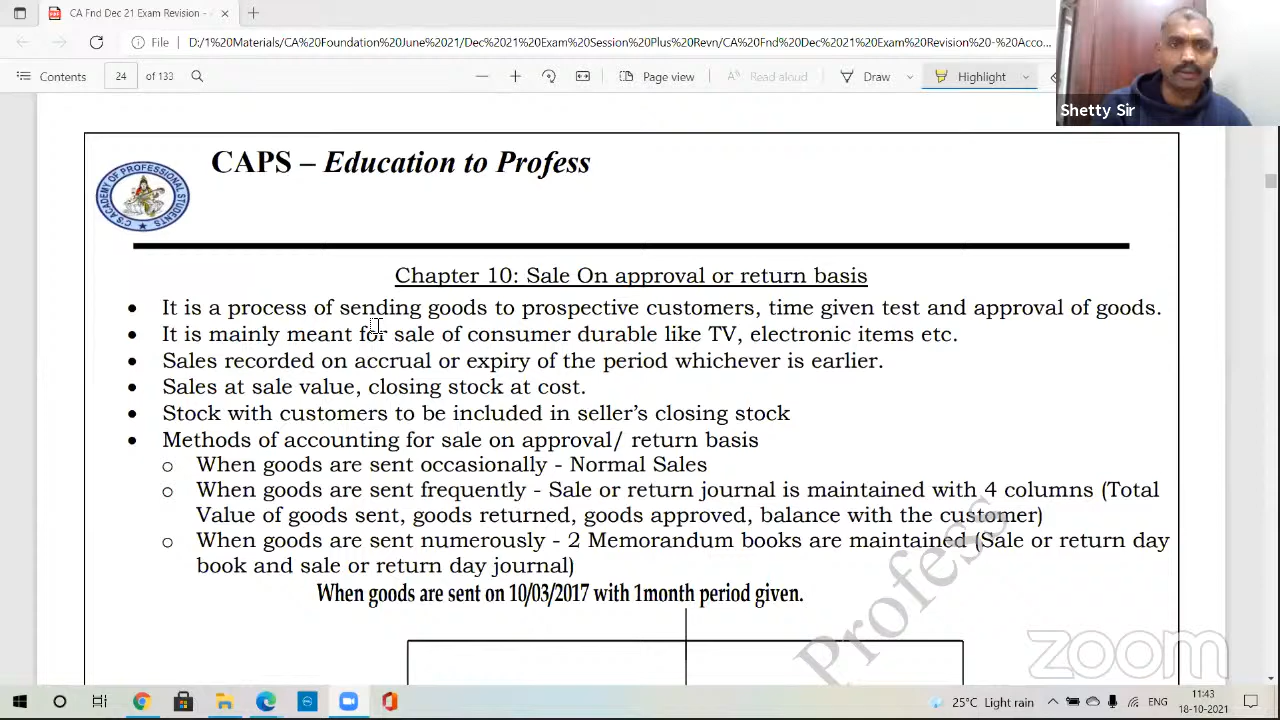 CA Fnd Dec 21 Exam Revision -
File
D:/1%20Materials/CA%20Foundation%20June%2021/Dec%2021%20Exam%20Session%20Plus%20Revn/CA%20Fnd%20Dec%2021%20Exam%20Revision%20-%20Acco...
Contents
24 of 133
Page view
Read aloud
Draw
Highlight
Shetty Sir
CAPS – Education to Profess
Chapter 10: Sale On approval or return basis
• It is a process of sending goods to prospective customers, time given test and approval of goods.
• It is mainly meant for sale of consumer durable like TV, electronic items etc.
• Sales recorded on accrual or expiry of the period whichever is earlier.
• Sales at sale value, closing stock at cost.
• Stock with customers to be included in seller's closing stock
• Methods of accounting for sale on approval/ return basis
o When goods are sent occasionally - Normal Sales
o When goods are sent frequently - Sale or return journal is maintained with 4 columns (Total
Value of goods sent, goods returned, goods approved, balance with the customer)
o When goods are sent numerously - 2 Memorandum books are maintained (Sale or return day
book and sale or return day journal)
When goods are sent on 10/03/2017 with 1month period given.
Profess
zoom
25°C Light rain
ENG
11:43
18-10-2021